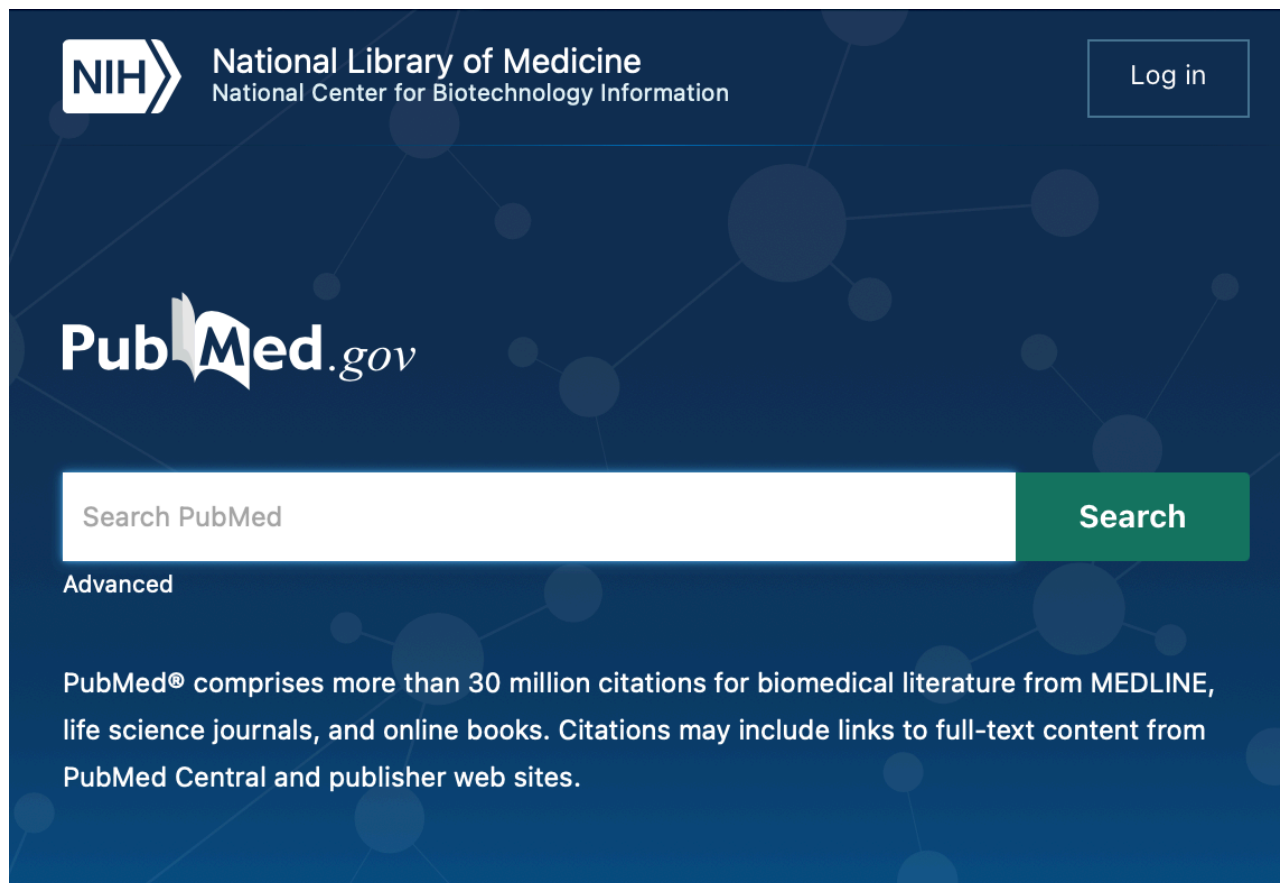 NIH
National Library of Medicine
National Center for Biotechnology Information
Log in
PubMed.gov
Search PubMed
Search
Advanced
PubMed® comprises more than 30 million citations for biomedical literature from MEDLINE,
life science journals, and online books. Citations may include links to full-text content from
PubMed Central and publisher web sites.